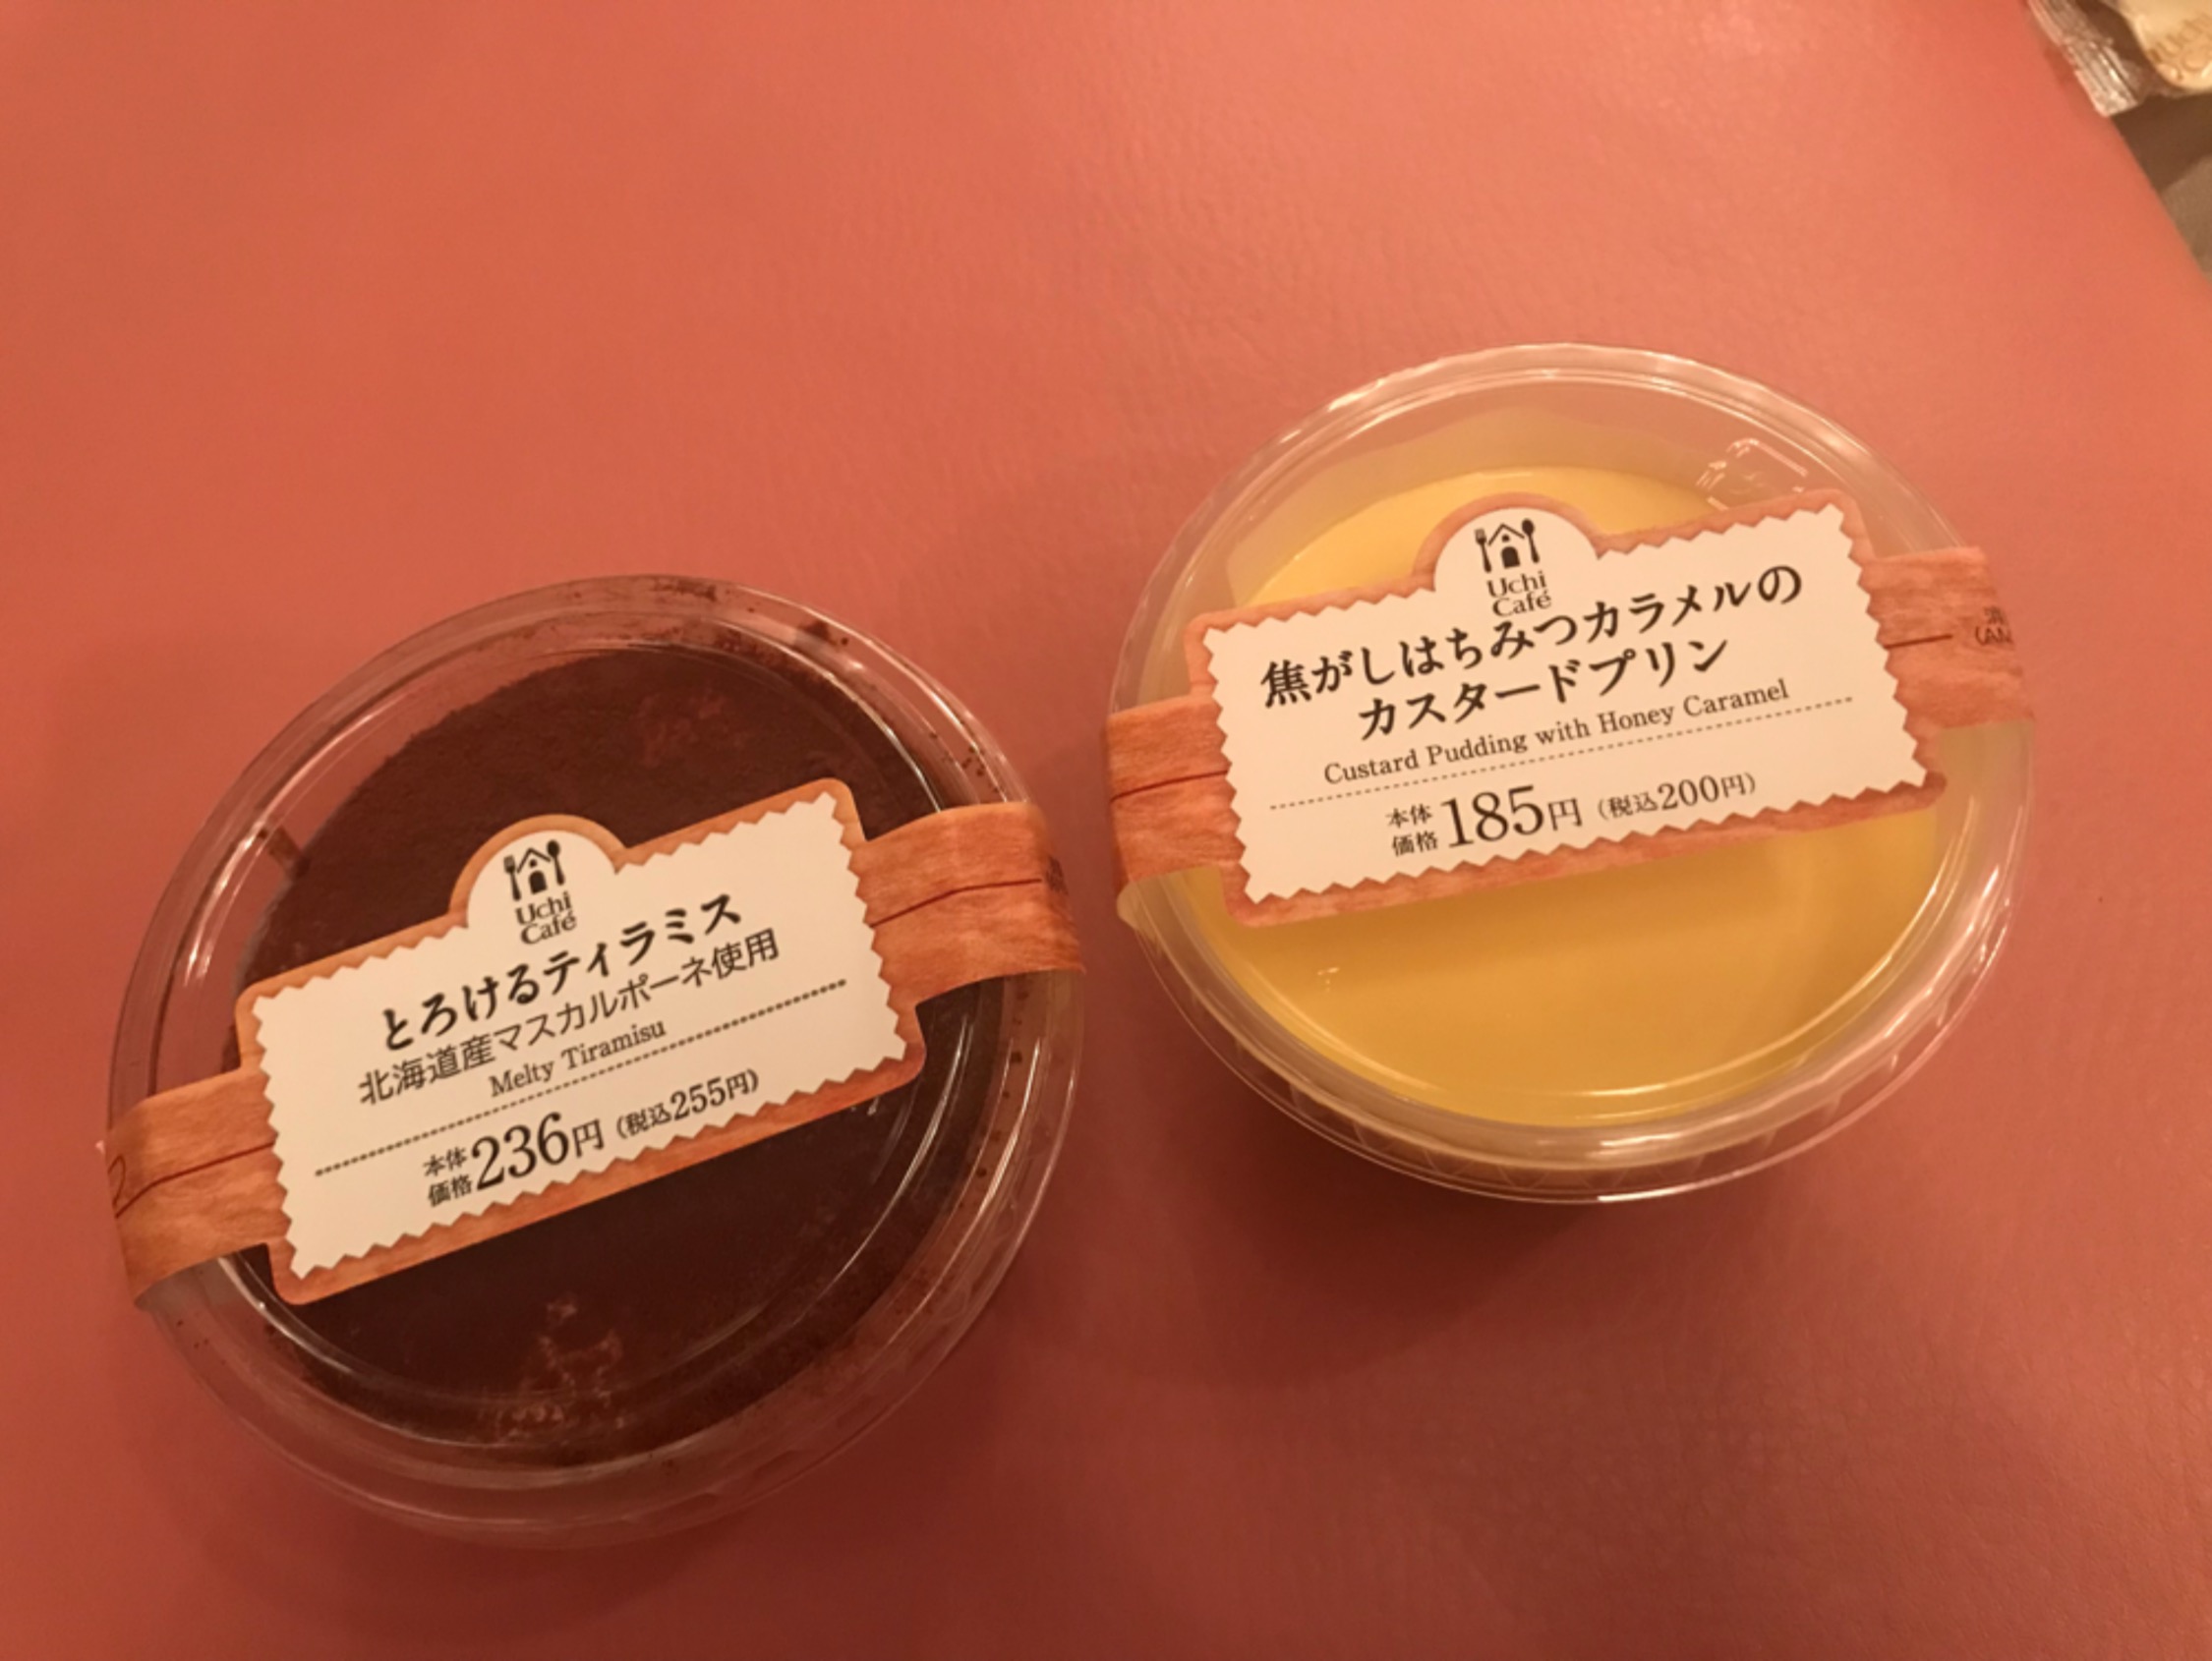 Uchi
Café
とろけるティラミス
北海道産マスカルポーネ使用
Melty Tiramisu
本体
価格 236円 (税込255円)
Uchi
Café
焦がしはちみつカラメルの
カスタードプリン
Custard Pudding with Honey Caramel
本体
価格 185円 (税込200円)